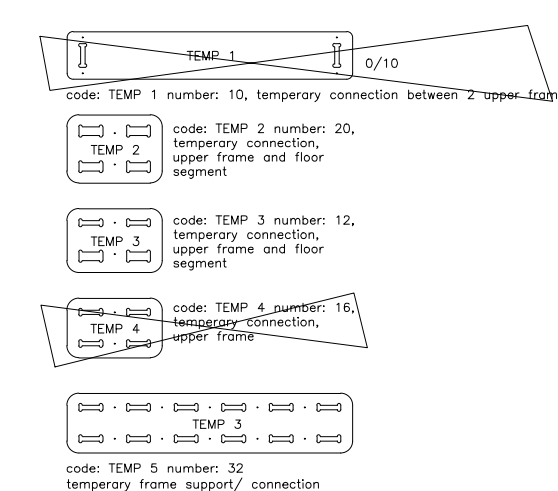 TEMP 1
0/10
code: TEMP 1 number: 10, temperary connection between 2 upper fram
code: TEMP 2 number: 20,
temperary connection,
upper frame and floor
segment
TEMP 2
code: TEMP 3 number: 12,
temperary connection,
upper frame and floor
segment
TEMP 3
code: TEMP 4 number: 16,
temperary connection,
upper frame
TEMP 4
TEMP 3
code: TEMP 5 number: 32
temperary frame support/ connection